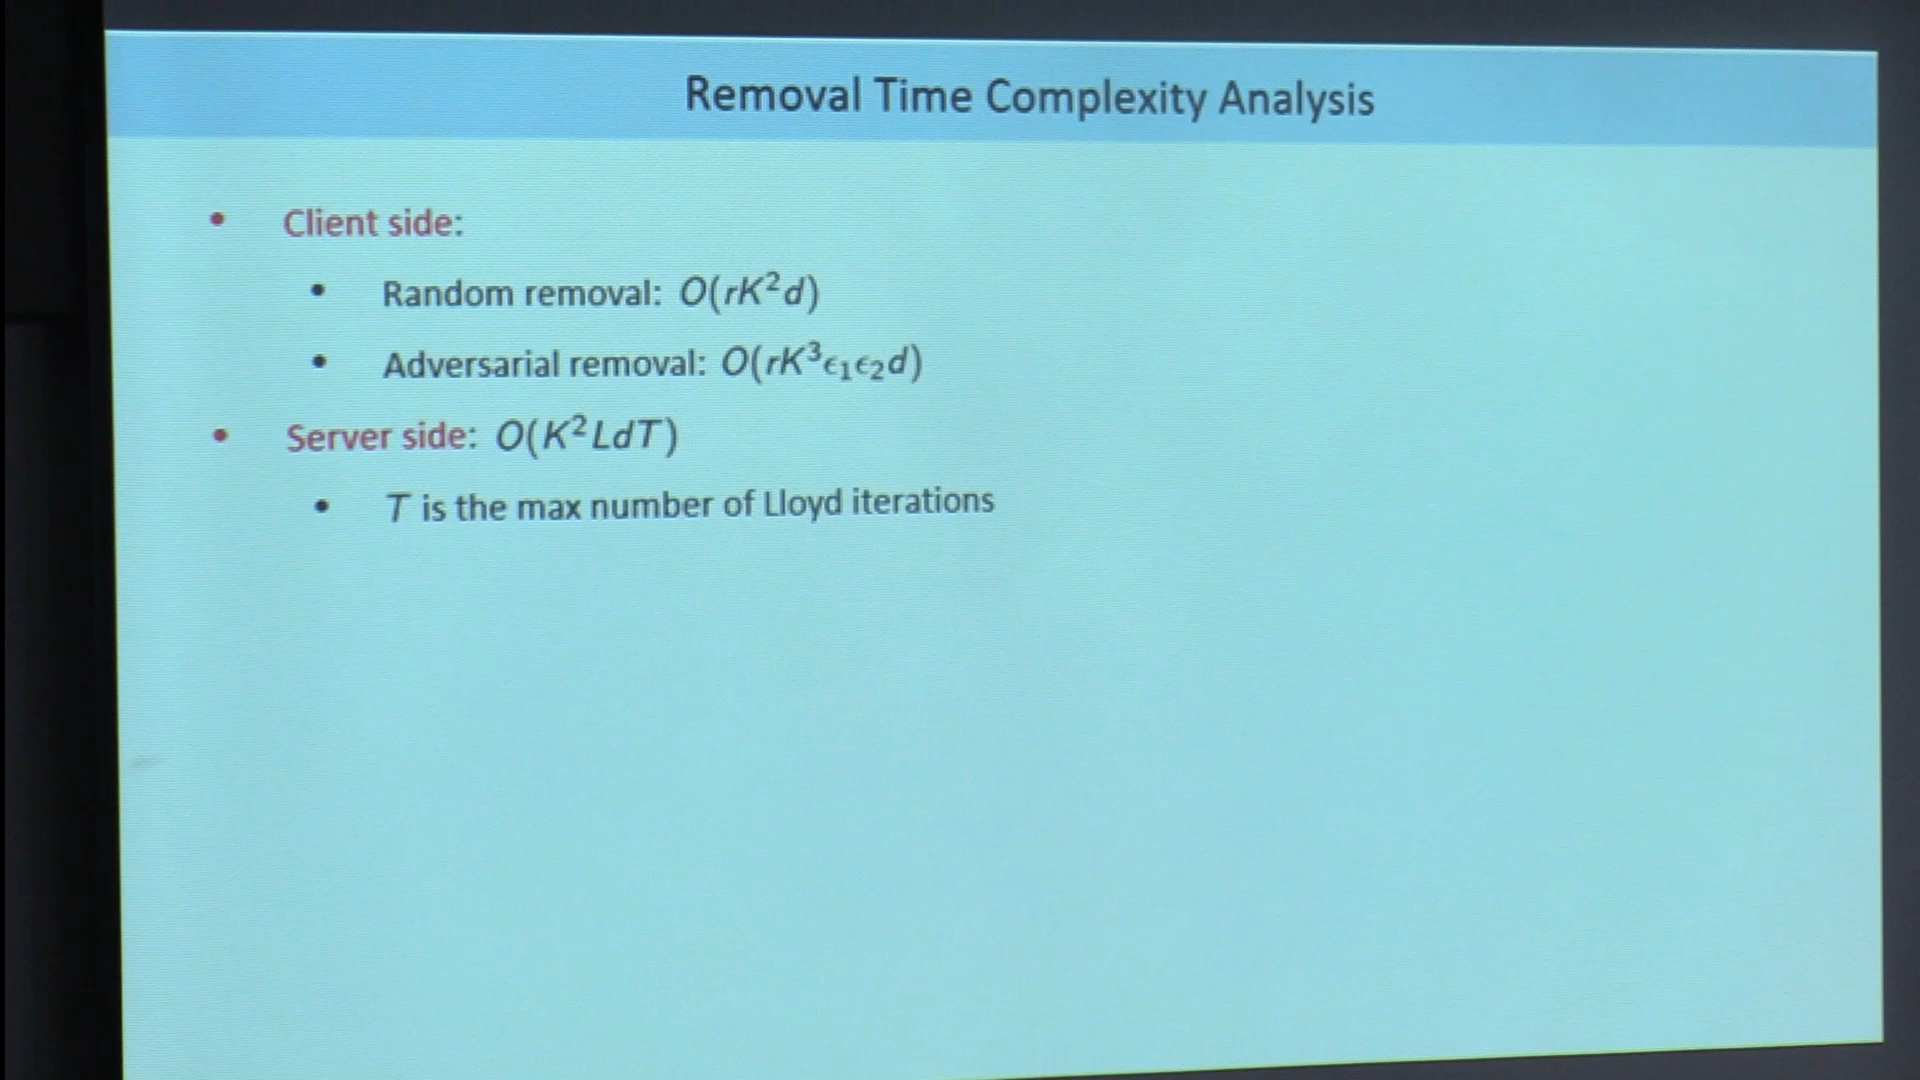 Removal Time Complexity Analysis
• Client side:
• Random removal: O(rK²d)
• Adversarial removal: O(rK³ϵ₁ϵ₂d)
• Server side: O(K²LdT)
• T is the max number of Lloyd iterations